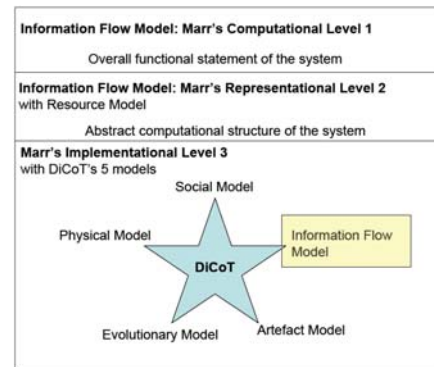 Information Flow Model: Marr's Computational Level 1
Overall functional statement of the system
Information Flow Model: Marr's Representational Level 2
with Resource Model
Abstract computational structure of the system
Marr's Implementational Level 3
with DiCoT's 5 models
Social Model
Physical Model
Information Flow
Model
DiCoT
Evolutionary Model
Artefact Model